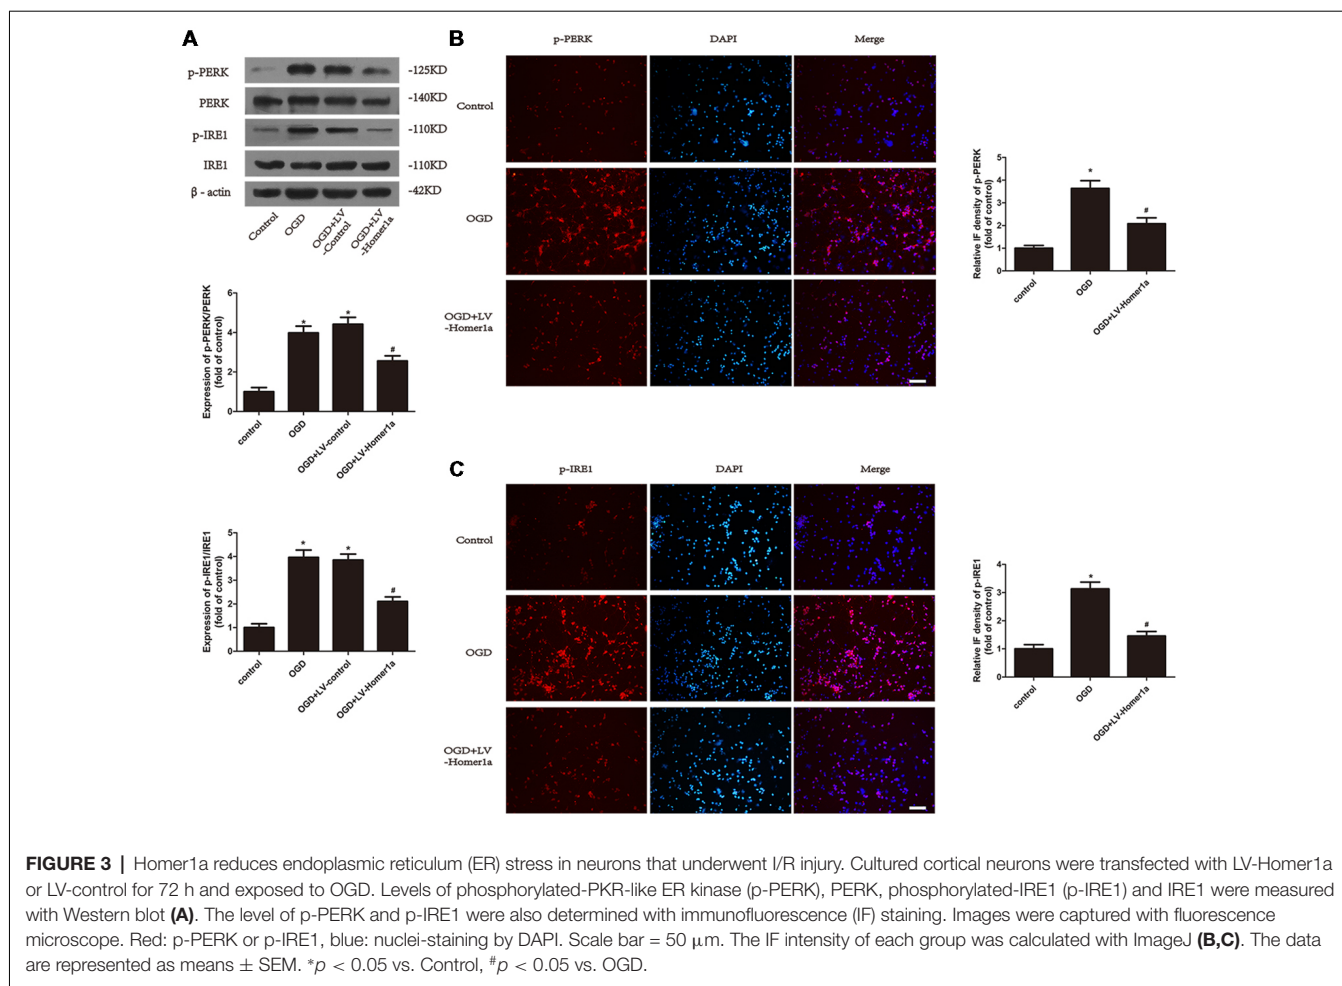 A
p-PERK
-125KD
PERK
-140KD
p-IRE1
-110KD
IRE1
-110KD
β - actin
-42KD
Control
OGD
OGD+LV
-Control
OGD+LV
-Homer1a
Expression of p-PERK/PERK
(fold of control)
6
4
2
0
*
*
#
control
OGD
OGD+LV-control
OGD+LV-Homer1a
Expression of p-IRE1/IRE1
(fold of control)
5
4
3
2
1
0
*
*
#
control
OGD
OGD+LV-control
OGD+LV-Homer1a
B
p-PERK
DAPI
Merge
Control
OGD
OGD+LV
-Homer1a
Relative IF density of p-PERK
(fold of control)
5
4
3
2
1
0
*
#
control
OGD
OGD+LV-Homer1a
C
p-IRE1
DAPI
Merge
Control
OGD
OGD+LV
-Homer1a
Relative IF density of p-IRE1
(fold of control)
4
3
2
1
0
*
#
control
OGD
OGD+LV-Homer1a
FIGURE 3 | Homer1a reduces endoplasmic reticulum (ER) stress in neurons that underwent I/R injury. Cultured cortical neurons were transfected with LV-Homer1a
or LV-control for 72 h and exposed to OGD. Levels of phosphorylated-PKR-like ER kinase (p-PERK), PERK, phosphorylated-IRE1 (p-IRE1) and IRE1 were measured
with Western blot (A). The level of p-PERK and p-IRE1 were also determined with immunofluorescence (IF) staining. Images were captured with fluorescence
microscope. Red: p-PERK or p-IRE1, blue: nuclei-staining by DAPI. Scale bar = 50 μm. The IF intensity of each group was calculated with ImageJ (B,C). The data
are represented as means ± SEM. *p < 0.05 vs. Control, #p < 0.05 vs. OGD.